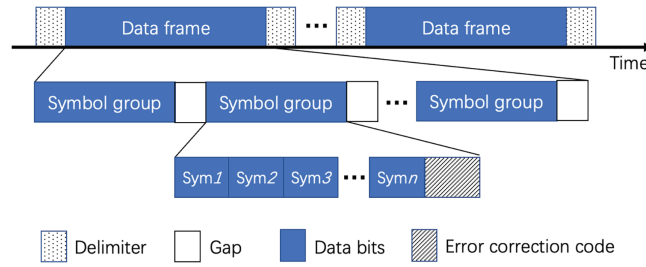 Data frame ... Data frame
Time
Symbol group Symbol group ... Symbol group
Sym1 Sym2 Sym3 ... Symn
Delimiter Gap Data bits Error correction code